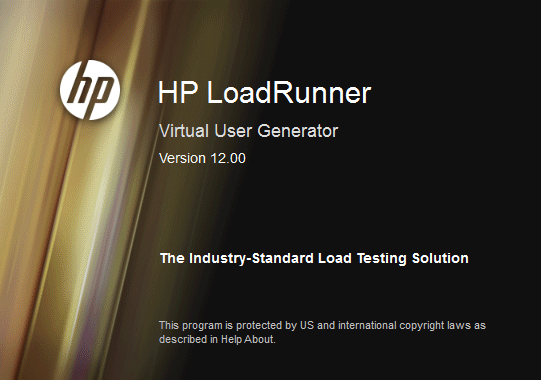 hp
HP LoadRunner
Virtual User Generator
Version 12.00
The Industry-Standard Load Testing Solution
This program is protected by US and international copyright laws as
described in Help About.